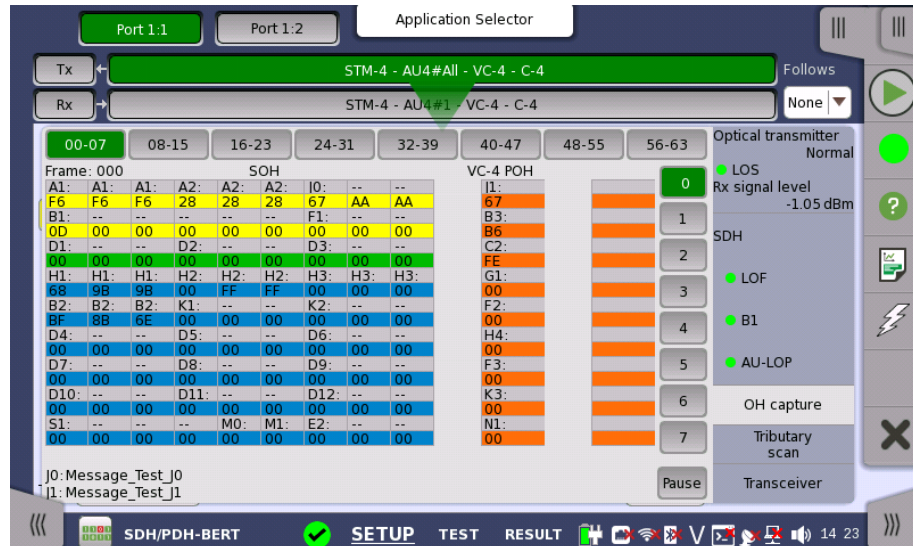 Application Selector
Port 1:1 Port 1:2
Tx STM-4 - AU4#All - VC-4 - C-4 Follows
Rx STM-4 - AU4#1 - VC-4 - C-4 None
00-07 08-15 16-23 24-31 32-39 40-47 48-55 56-63
Optical transmitter
Normal
LOS
Rx signal level
-1.05 dBm
SDH
LOF
B1
AU-LOP
OH capture
Tributary
scan
Transceiver
Frame: 000 SOH VC-4 POH
A1: A1: A1: A2: A2: A2: J0: -- -- J1:
F6 F6 F6 28 28 28 67 AA AA 67
B1: -- -- -- -- -- F1: -- -- B3:
0D 00 00 00 00 00 00 00 00 B6
D1: -- -- D2: -- -- D3: -- -- C2:
00 00 00 00 00 00 00 00 00 FE
H1: H1: H1: H2: H2: H2: H3: H3: H3: G1:
68 9B 9B 00 FF FF 00 00 00 00
B2: B2: B2: K1: -- -- K2: -- -- F2:
BF 8B 6E 00 00 00 00 00 00 00
D4: -- -- D5: -- -- D6: -- -- H4:
00 00 00 00 00 00 00 00 00 00
D7: -- -- D8: -- -- D9: -- -- F3:
00 00 00 00 00 00 00 00 00 00
D10: -- -- D11: -- -- D12: -- -- K3:
00 00 00 00 00 00 00 00 00 00
S1: -- -- -- M0: M1: E2: -- -- N1:
00 00 00 00 00 00 00 00 00 00
0
1
2
3
4
5
6
7
Pause
J0: Message_Test_J0
J1: Message_Test_J1
SDH/PDH-BERT SETUP TEST RESULT V 14 23